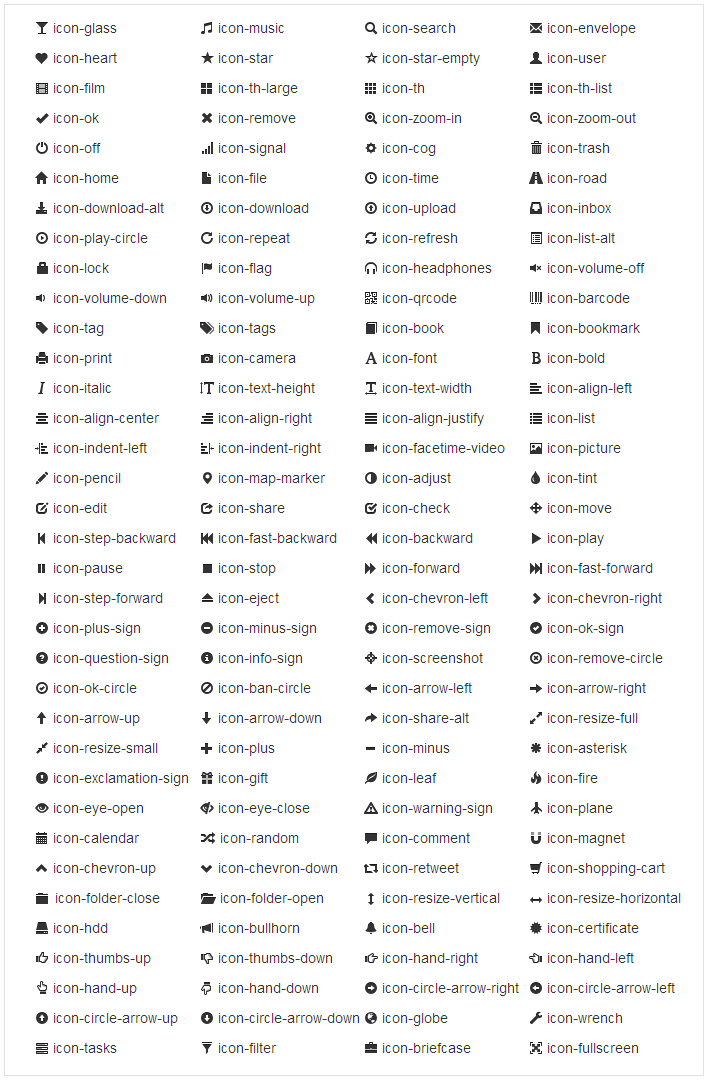 icon-glass icon-music icon-search icon-envelope
icon-heart icon-star icon-star-empty icon-user
icon-film icon-th-large icon-th icon-th-list
icon-ok icon-remove icon-zoom-in icon-zoom-out
icon-off icon-signal icon-cog icon-trash
icon-home icon-file icon-time icon-road
icon-download-alt icon-download icon-upload icon-inbox
icon-play-circle icon-repeat icon-refresh icon-list-alt
icon-lock icon-flag icon-headphones icon-volume-off
icon-volume-down icon-volume-up icon-qrcode icon-barcode
icon-tag icon-tags icon-book icon-bookmark
icon-print icon-camera icon-font icon-bold
icon-italic icon-text-height icon-text-width icon-align-left
icon-align-center icon-align-right icon-align-justify icon-list
icon-indent-left icon-indent-right icon-facetime-video icon-picture
icon-pencil icon-map-marker icon-adjust icon-tint
icon-edit icon-share icon-check icon-move
icon-step-backward icon-fast-backward icon-backward icon-play
icon-pause icon-stop icon-forward icon-fast-forward
icon-step-forward icon-eject icon-chevron-left icon-chevron-right
icon-plus-sign icon-minus-sign icon-remove-sign icon-ok-sign
icon-question-sign icon-info-sign icon-screenshot icon-remove-circle
icon-ok-circle icon-ban-circle icon-arrow-left icon-arrow-right
icon-arrow-up icon-arrow-down icon-share-alt icon-resize-full
icon-resize-small icon-plus icon-minus icon-asterisk
icon-exclamation-sign icon-gift icon-leaf icon-fire
icon-eye-open icon-eye-close icon-warning-sign icon-plane
icon-calendar icon-random icon-comment icon-magnet
icon-chevron-up icon-chevron-down icon-retweet icon-shopping-cart
icon-folder-close icon-folder-open icon-resize-vertical icon-resize-horizontal
icon-hdd icon-bullhorn icon-bell icon-certificate
icon-thumbs-up icon-thumbs-down icon-hand-right icon-hand-left
icon-hand-up icon-hand-down icon-circle-arrow-right icon-circle-arrow-left
icon-circle-arrow-up icon-circle-arrow-down icon-globe icon-wrench
icon-tasks icon-filter icon-briefcase icon-fullscreen